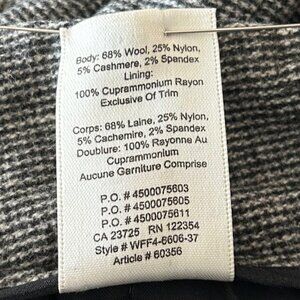 Body: 68% Wool, 25% Nylon,
5% Cashmere, 2% Spandex
Lining:
100% Cuprammonium Rayon
Exclusive Of Trim
Corps: 68% Laine, 25% Nylon,
5% Cachemire, 2% Spandex
Doublure: 100% Rayonne Au
Cuprammonium
Aucune Garniture Comprise
P.O. # 4500075603
P.O. # 4500075605
P.O. # 4500075611
CA 23725 RN 122354
Style # WFF4-6606-37
Article # 60356